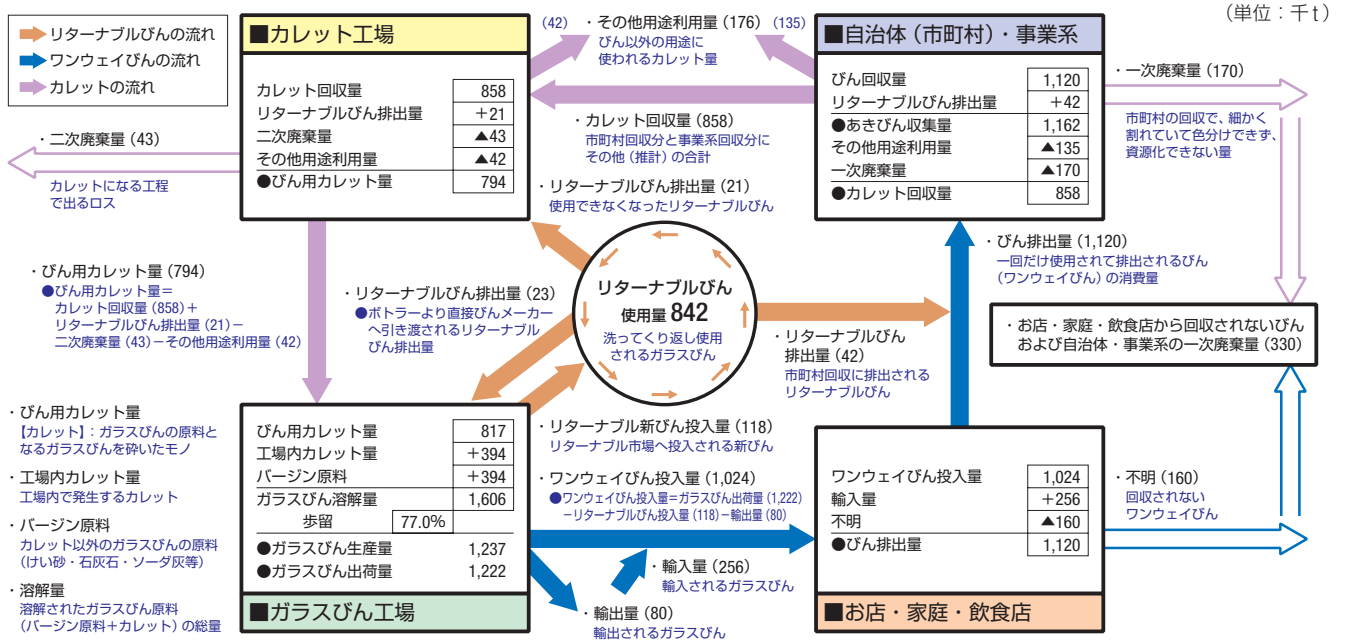 (単位：千t)
リターナブルびんの流れ
ワンウェイびんの流れ
カレットの流れ
■カレット工場
カレット回収量 858
リターナブルびん排出量 +21
二次廃棄量 ▲43
その他用途利用量 ▲42
●びん用カレット量 794
(42) ・その他用途利用量(176) (135)
びん以外の用途に
使われるカレット量
・カレット回収量(858)
市町村回収分と事業系回収分に
その他(推計)の合計
■自治体(市町村)・事業系
びん回収量 1,120
リターナブルびん排出量 +42
●あきびん収集量 1,162
その他用途利用量 ▲135
一次廃棄量 ▲170
●カレット回収量 858
・一次廃棄量(170)
市町村の回収で、細かく
割れていて色分けできず、
資源化できない量
・二次廃棄量(43)
カレットになる工程
で出るロス
・リターナブルびん排出量(21)
使用できなくなったリターナブルびん
・びん用カレット量(794)
●びん用カレット量＝
カレット回収量(858)＋
リターナブルびん排出量(21)－
二次廃棄量(43)－その他用途利用量(42)
・リターナブルびん排出量(23)
●ボトラーより直接びんメーカー
へ引き渡されるリターナブル
びん排出量
リターナブルびん
使用量 842
洗ってくり返し使用
されるガラスびん
・リターナブルびん
排出量(42)
市町村回収に排出される
リターナブルびん
・びん排出量(1,120)
一回だけ使用されて排出されるびん
(ワンウェイびん)の消費量
・お店・家庭・飲食店から回収されないびん
および自治体・事業系の一次廃棄量(330)
・びん用カレット量
【カレット】：ガラスびんの原料と
なるガラスびんを砕いたモノ
・工場内カレット量
工場内で発生するカレット
・バージン原料
カレット以外のガラスびんの原料
(けい砂・石灰石・ソーダ灰等)
・溶解量
溶解されたガラスびん原料
(バージン原料＋カレット)の総量
びん用カレット量 817
工場内カレット量 +394
バージン原料 +394
ガラスびん溶解量 1,606
歩留 77.0%
●ガラスびん生産量 1,237
●ガラスびん出荷量 1,222
■ガラスびん工場
・リターナブル新びん投入量(118)
リターナブル市場へ投入される新びん
・ワンウェイびん投入量(1,024)
●ワンウェイびん投入量＝ガラスびん出荷量(1,222)
－リターナブルびん投入量(118)－輸出量(80)
・輸入量(256)
輸入されるガラスびん
・輸出量(80)
輸出されるガラスびん
ワンウェイびん投入量 1,024
輸入量 +256
不明 ▲160
●びん排出量 1,120
■お店・家庭・飲食店
・不明(160)
回収されない
ワンウェイびん